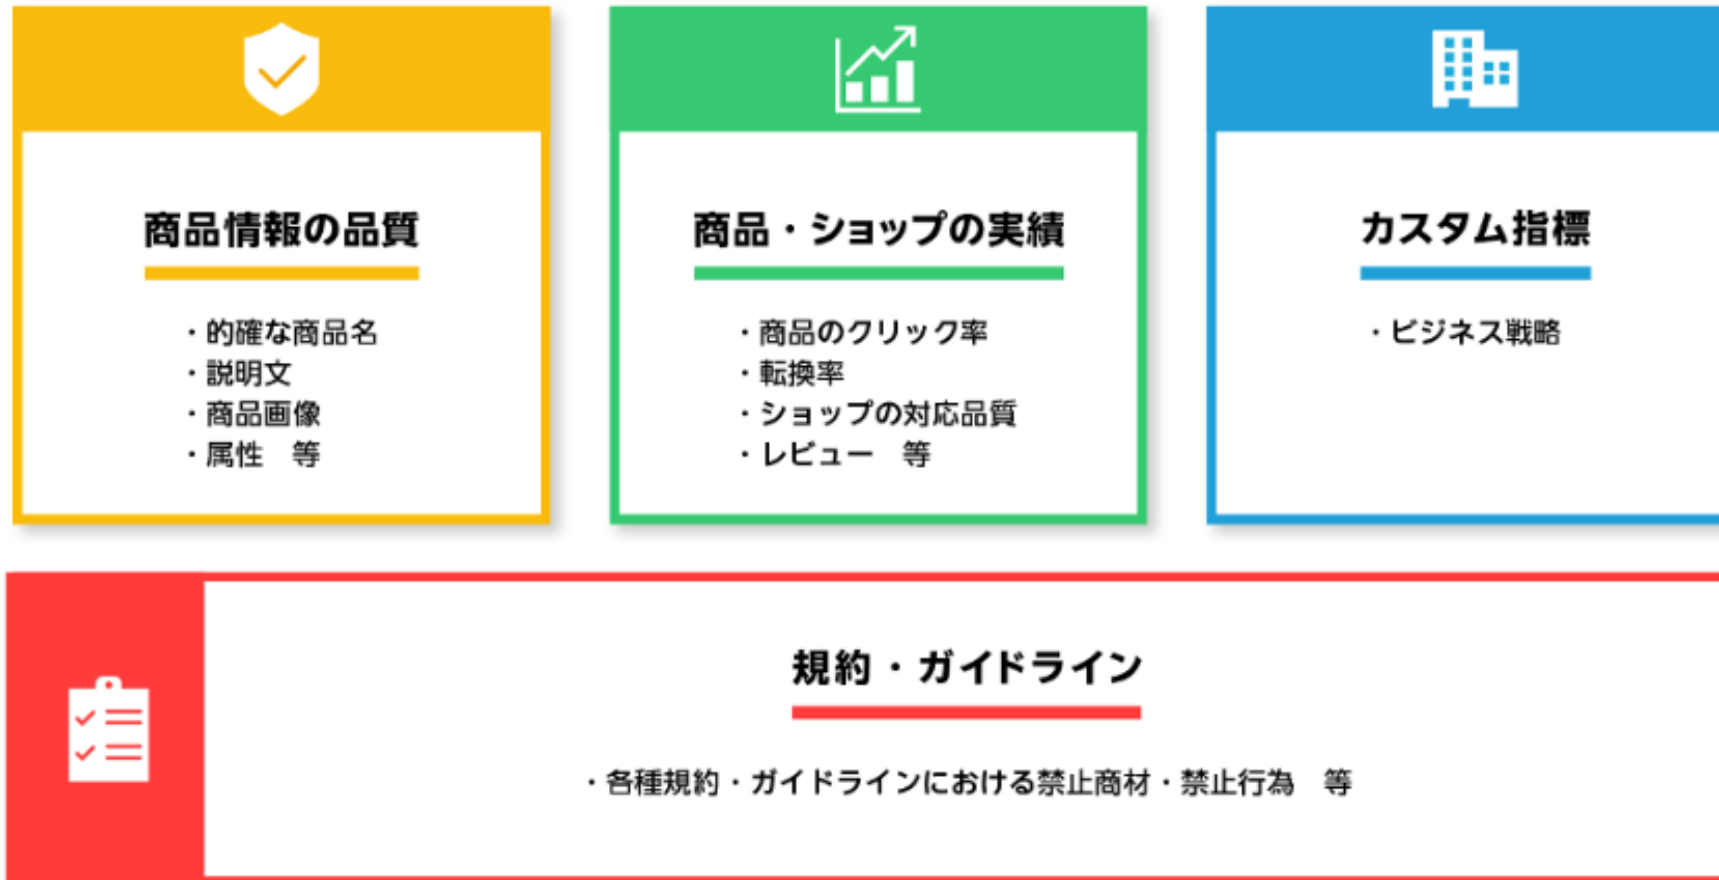 商品情報の品質
・的確な商品名
・説明文
・商品画像
・属性　等
商品・ショップの実績
・商品のクリック率
・転換率
・ショップの対応品質
・レビュー　等
カスタム指標
・ビジネス戦略
規約・ガイドライン
・各種規約・ガイドラインにおける禁止商材・禁止行為　等